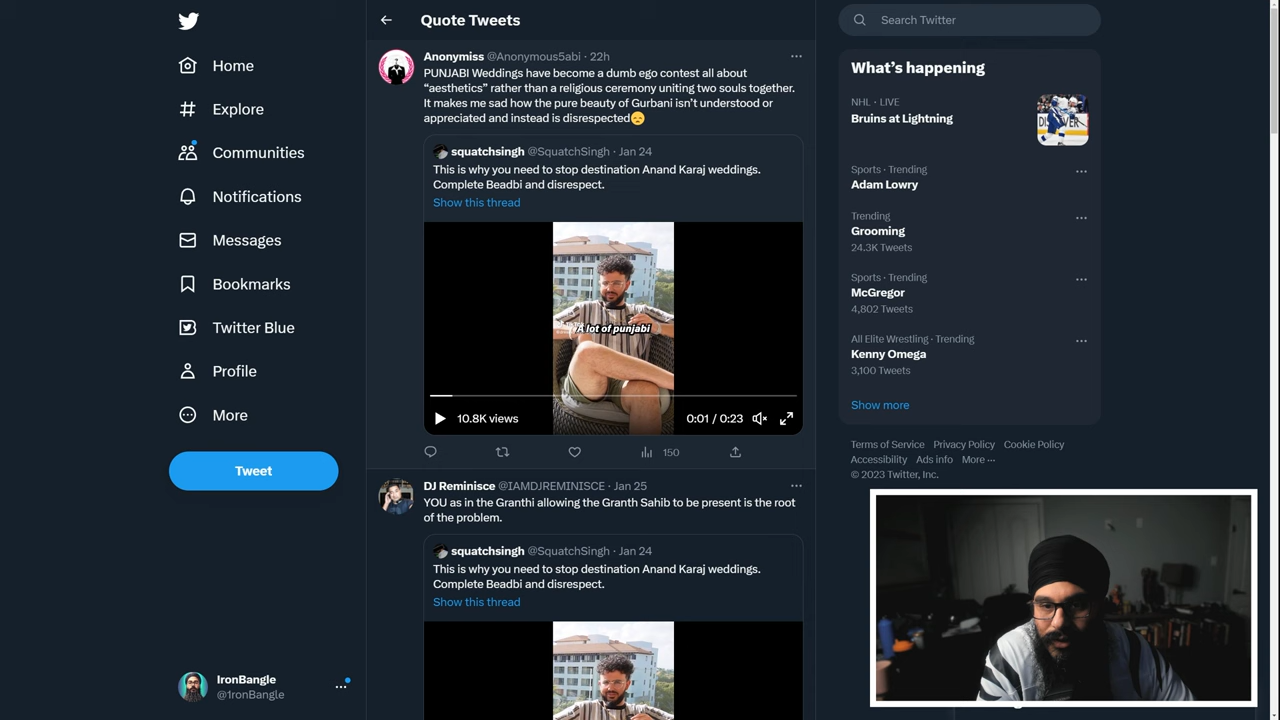 Home
Explore
Communities
Notifications
Messages
Bookmarks
Twitter Blue
Profile
More
Tweet
IronBangle
@1ronBangle
Quote Tweets
Anonymiss @Anonymous5abi · 22h
PUNJABI Weddings have become a dumb ego contest all about
“aesthetics” rather than a religious ceremony uniting two souls together.
It makes me sad how the pure beauty of Gurbani isn’t understood or
appreciated and instead is disrespected😞
squatchsingh @SquatchSingh · Jan 24
This is why you need to stop destination Anand Karaj weddings.
Complete Beadbi and disrespect.
Show this thread
A lot of punjabi
10.8K views
0:01 / 0:23
150
DJ Reminisce @IAMDJREMINISCE · Jan 25
YOU as in the Granthi allowing the Granth Sahib to be present is the root
of the problem.
squatchsingh @SquatchSingh · Jan 24
This is why you need to stop destination Anand Karaj weddings.
Complete Beadbi and disrespect.
Show this thread
Search Twitter
What’s happening
NHL · LIVE
Bruins at Lightning
Sports · Trending
Adam Lowry
Trending
Grooming
24.3K Tweets
Sports · Trending
McGregor
4,802 Tweets
All Elite Wrestling · Trending
Kenny Omega
3,100 Tweets
Show more
Terms of Service Privacy Policy Cookie Policy
Accessibility Ads info More ···
© 2023 Twitter, Inc.